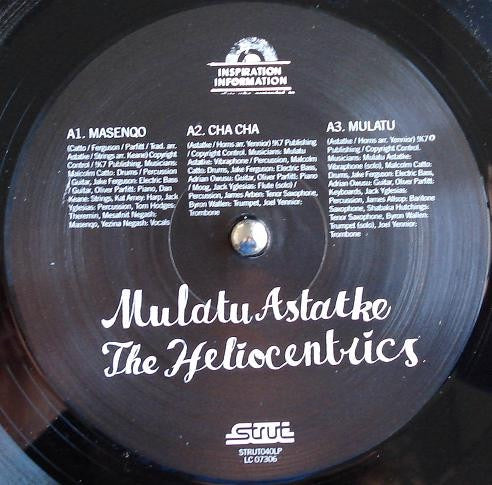 INSPIRATION
INFORMATION
A1. MASENQO
(Catto / Ferguson / Parfitt / Trad. arr.
Astatke / Strings arr. Keane) Copyright
Control / !K7 Publishing. Musicians:
Malcolm Catto: Drums / Percussion
/ Guitar, Jake Ferguson: Electric Bass
/ Guitar, Oliver Parfitt: Piano, Dan
Keane: Strings, Kat Arney: Harp, Jack
Yglesias: Percussion, Tom Hodges:
Theremin, Mesafnit Negash:
Masenqo, Yezina Negash: Vocals
A2. CHA CHA
(Astatke / Horns arr. Yennior) !K7
Publishing / Copyright Control.
Musicians: Mulatu
Astatke: Vibraphone / Percussion, Malcolm
Catto: Drums, Jake Ferguson: Electric Bass,
Adrian Owusu: Guitar, Oliver Parfitt: Piano
/ Moog, Jack Yglesias: Flute (solo) /
Percussion, James Arben: Tenor Saxophone,
Byron Wallen: Trumpet, Joel Yennior:
Trombone
A3. MULATU
(Astatke / Horns arr. Yennior) !K7
Publishing / Copyright Control.
Musicians: Mulatu Astatke:
Vibraphone (solo), Malcolm Catto:
Drums, Jake Ferguson: Electric Bass,
Adrian Owusu: Guitar, Oliver Parfitt:
Keyboards, Jack Yglesias:
Percussion, James Allsop: Baritone
Saxophone, Shabaka Hutchings:
Tenor Saxophone, Byron Wallen:
Trumpet (solo), Joel Yennior:
Trombone
Mulatu Astatke
The Heliocentrics
Strut
STRUT040LP
LC 07306